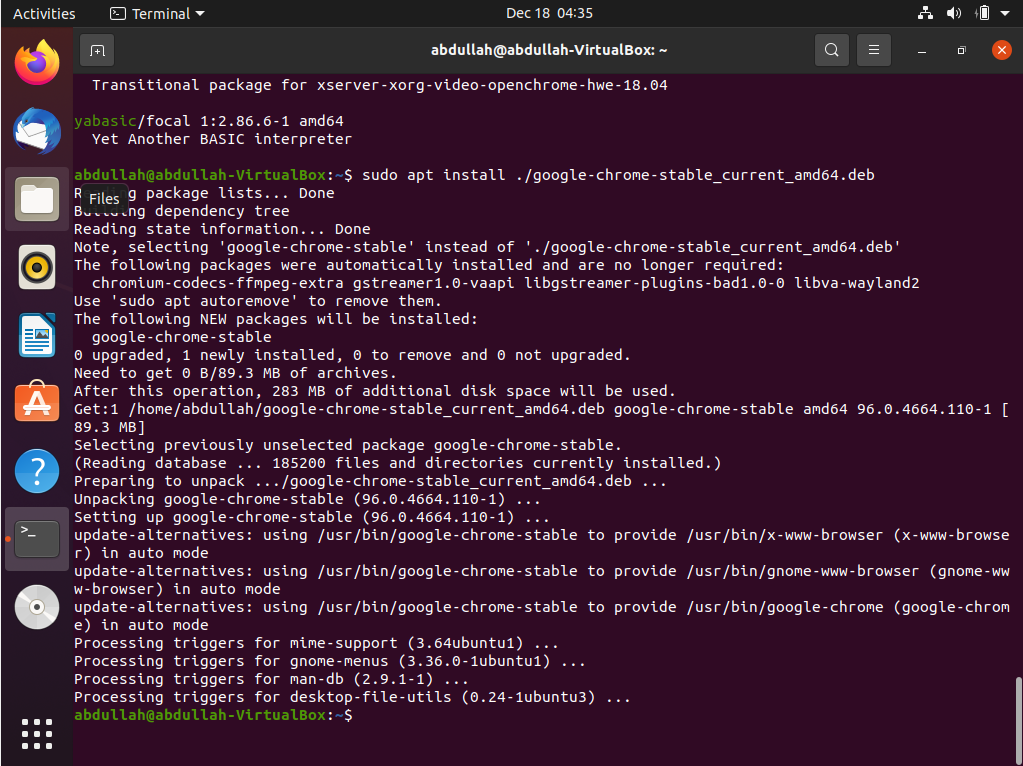 Activities
Terminal
Dec 18 04:35
abdullah@abdullah-VirtualBox: ~
Transitional package for xserver-xorg-video-openchrome-hwe-18.04
yabasic/focal 1:2.86.6-1 amd64
Yet Another BASIC interpreter
abdullah@abdullah-VirtualBox:~$ sudo apt install ./google-chrome-stable_current_amd64.deb
Reading package lists... Done
Files
Building dependency tree
Reading state information... Done
Note, selecting 'google-chrome-stable' instead of './google-chrome-stable_current_amd64.deb'
The following packages were automatically installed and are no longer required:
chromium-codecs-ffmpeg-extra gstreamer1.0-vaapi libgstreamer-plugins-bad1.0-0 libva-wayland2
Use 'sudo apt autoremove' to remove them.
The following NEW packages will be installed:
google-chrome-stable
0 upgraded, 1 newly installed, 0 to remove and 0 not upgraded.
Need to get 0 B/89.3 MB of archives.
After this operation, 283 MB of additional disk space will be used.
Get:1 /home/abdullah/google-chrome-stable_current_amd64.deb google-chrome-stable amd64 96.0.4664.110-1 [
89.3 MB]
Selecting previously unselected package google-chrome-stable.
(Reading database ... 185200 files and directories currently installed.)
Preparing to unpack .../google-chrome-stable_current_amd64.deb ...
Unpacking google-chrome-stable (96.0.4664.110-1) ...
Setting up google-chrome-stable (96.0.4664.110-1) ...
update-alternatives: using /usr/bin/google-chrome-stable to provide /usr/bin/x-www-browser (x-www-browse
r) in auto mode
update-alternatives: using /usr/bin/google-chrome-stable to provide /usr/bin/gnome-www-browser (gnome-ww
w-browser) in auto mode
update-alternatives: using /usr/bin/google-chrome-stable to provide /usr/bin/google-chrome (google-chrom
e) in auto mode
Processing triggers for mime-support (3.64ubuntu1) ...
Processing triggers for gnome-menus (3.36.0-1ubuntu1) ...
Processing triggers for man-db (2.9.1-1) ...
Processing triggers for desktop-file-utils (0.24-1ubuntu3) ...
abdullah@abdullah-VirtualBox:~$